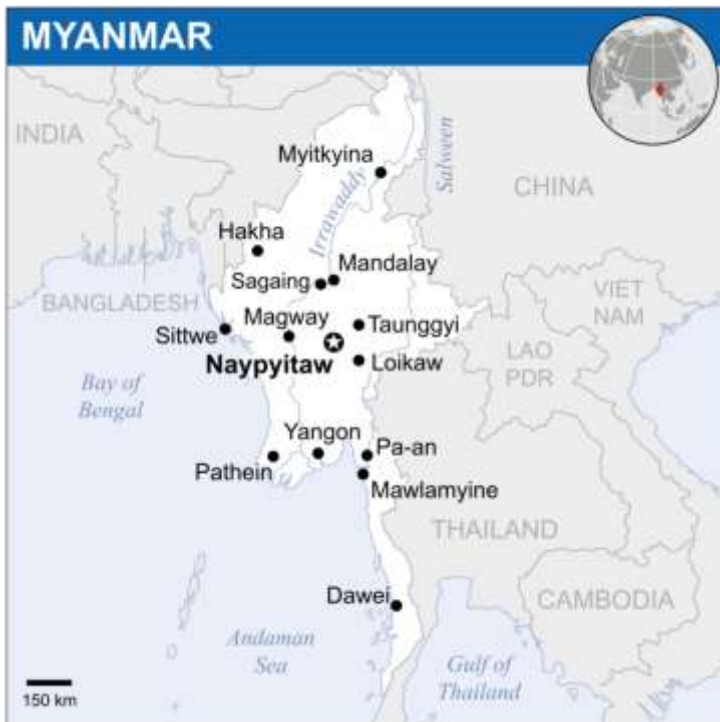 MYANMAR
INDIA
Myitkyina
Salween
CHINA
Irrawaddy
Hakha
Mandalay
Sagaing
BANGLADESH
VIET
NAM
Magway
Taunggyi
Sittwe
LAO
PDR
Naypyitaw
Loikaw
Bay of
Bengal
Yangon
Pa-an
Pathein
Mawlamyine
THAILAND
Dawei
CAMBODIA
Andaman
Sea
Gulf of
Thailand
150 km